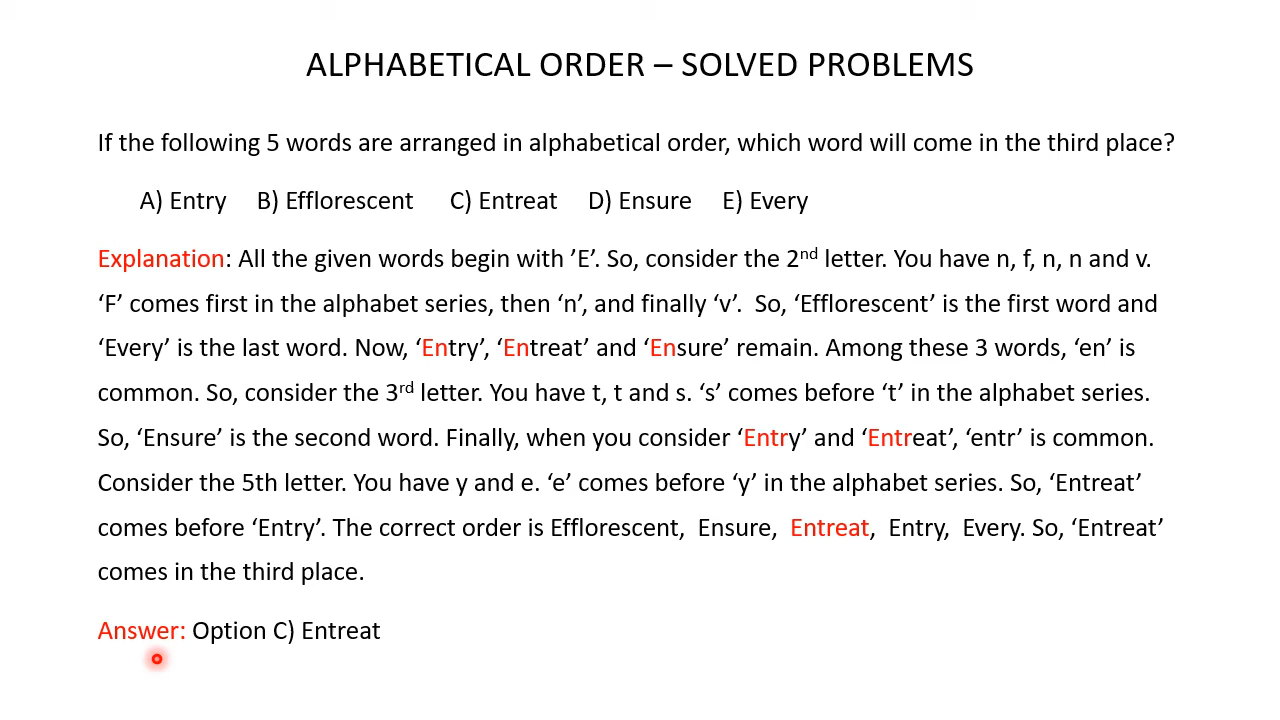 ALPHABETICAL ORDER – SOLVED PROBLEMS
If the following 5 words are arranged in alphabetical order, which word will come in the third place?
A) Entry B) Efflorescent C) Entreat D) Ensure E) Every
Explanation: All the given words begin with ’E’. So, consider the 2nd letter. You have n, f, n, n and v.
‘F’ comes first in the alphabet series, then ‘n’, and finally ‘v’. So, ‘Efflorescent’ is the first word and
‘Every’ is the last word. Now, ‘Entry’, ‘Entreat’ and ‘Ensure’ remain. Among these 3 words, ‘en’ is
common. So, consider the 3rd letter. You have t, t and s. ‘s’ comes before ‘t’ in the alphabet series.
So, ‘Ensure’ is the second word. Finally, when you consider ‘Entry’ and ‘Entreat’, ‘entr’ is common.
Consider the 5th letter. You have y and e. ‘e’ comes before ‘y’ in the alphabet series. So, ‘Entreat’
comes before ‘Entry’. The correct order is Efflorescent, Ensure, Entreat, Entry, Every. So, ‘Entreat’
comes in the third place.
Answer: Option C) Entreat